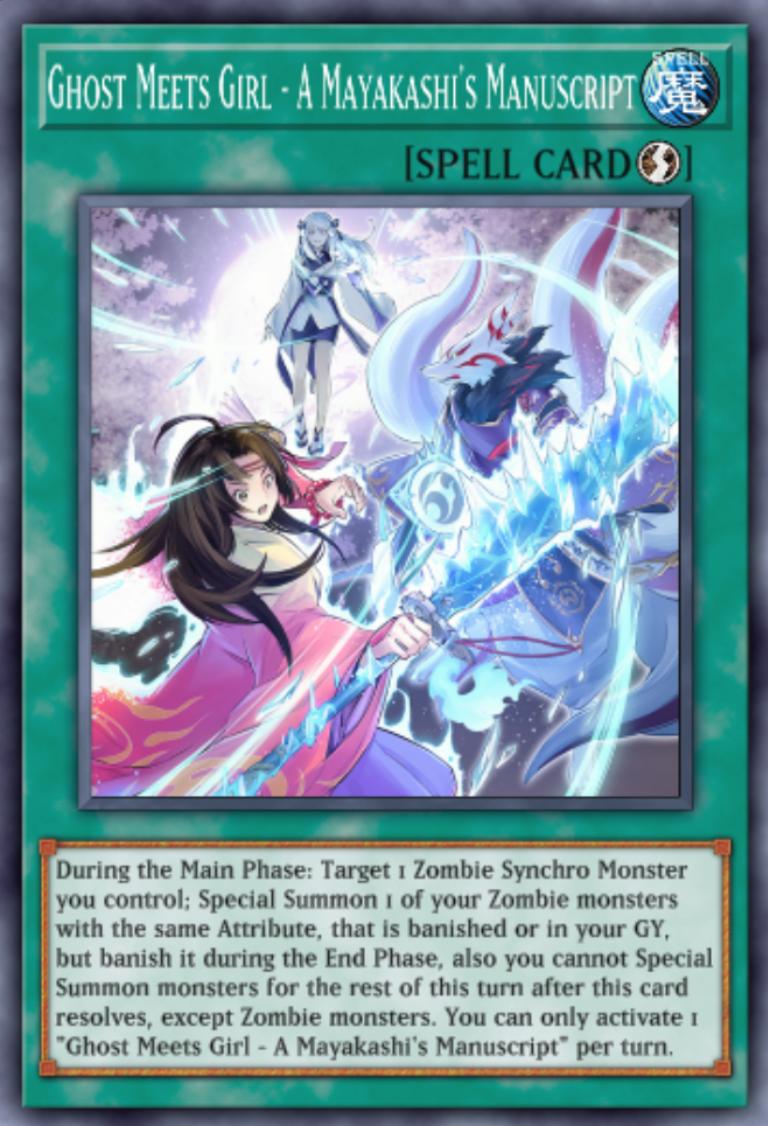 GHOST MEETS GIRL - A MAYAKASHI'S MANUSCRIPT
SPELL
魔
[SPELL CARD]
During the Main Phase: Target 1 Zombie Synchro Monster
you control; Special Summon 1 of your Zombie monsters
with the same Attribute, that is banished or in your GY,
but banish it during the End Phase, also you cannot Special
Summon monsters for the rest of this turn after this card
resolves, except Zombie monsters. You can only activate 1
"Ghost Meets Girl - A Mayakashi's Manuscript" per turn.